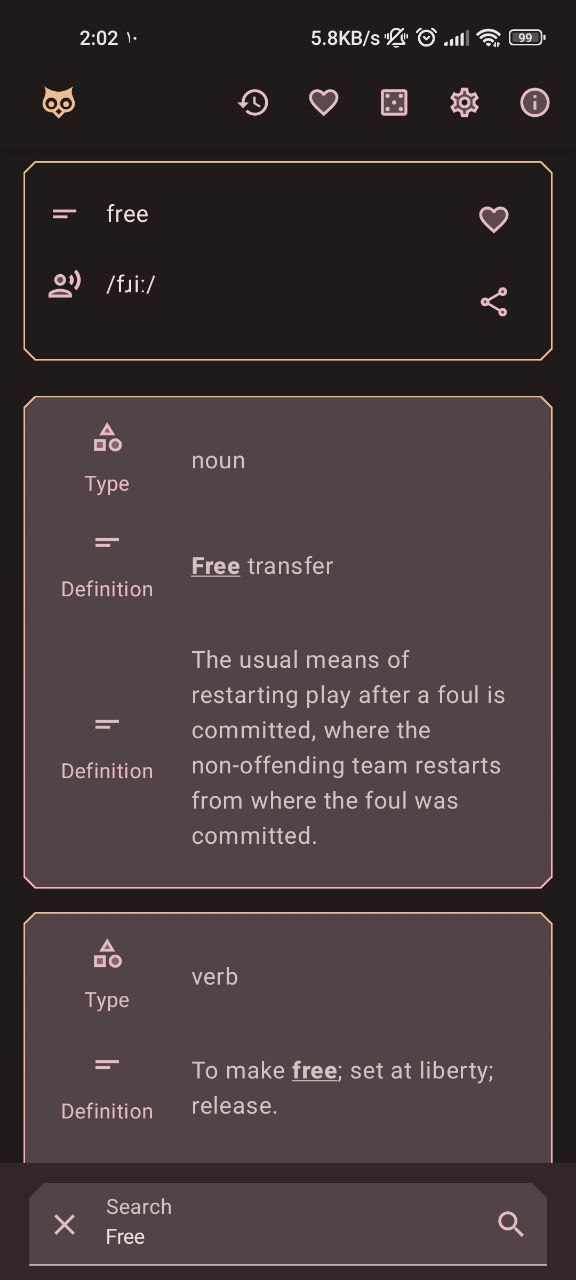 2:02 ١٠
5.8KB/s 99
free
/fɹiː/
Type
noun
Definition
Free transfer
Definition
The usual means of
restarting play after a foul is
committed, where the
non-offending team restarts
from where the foul was
committed.
Type
verb
Definition
To make free; set at liberty;
release.
Search
Free